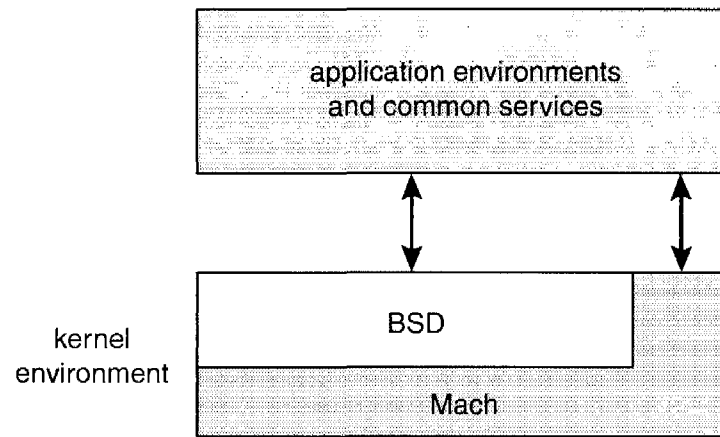 application environments
and common services
BSD
kernel
environment
Mach